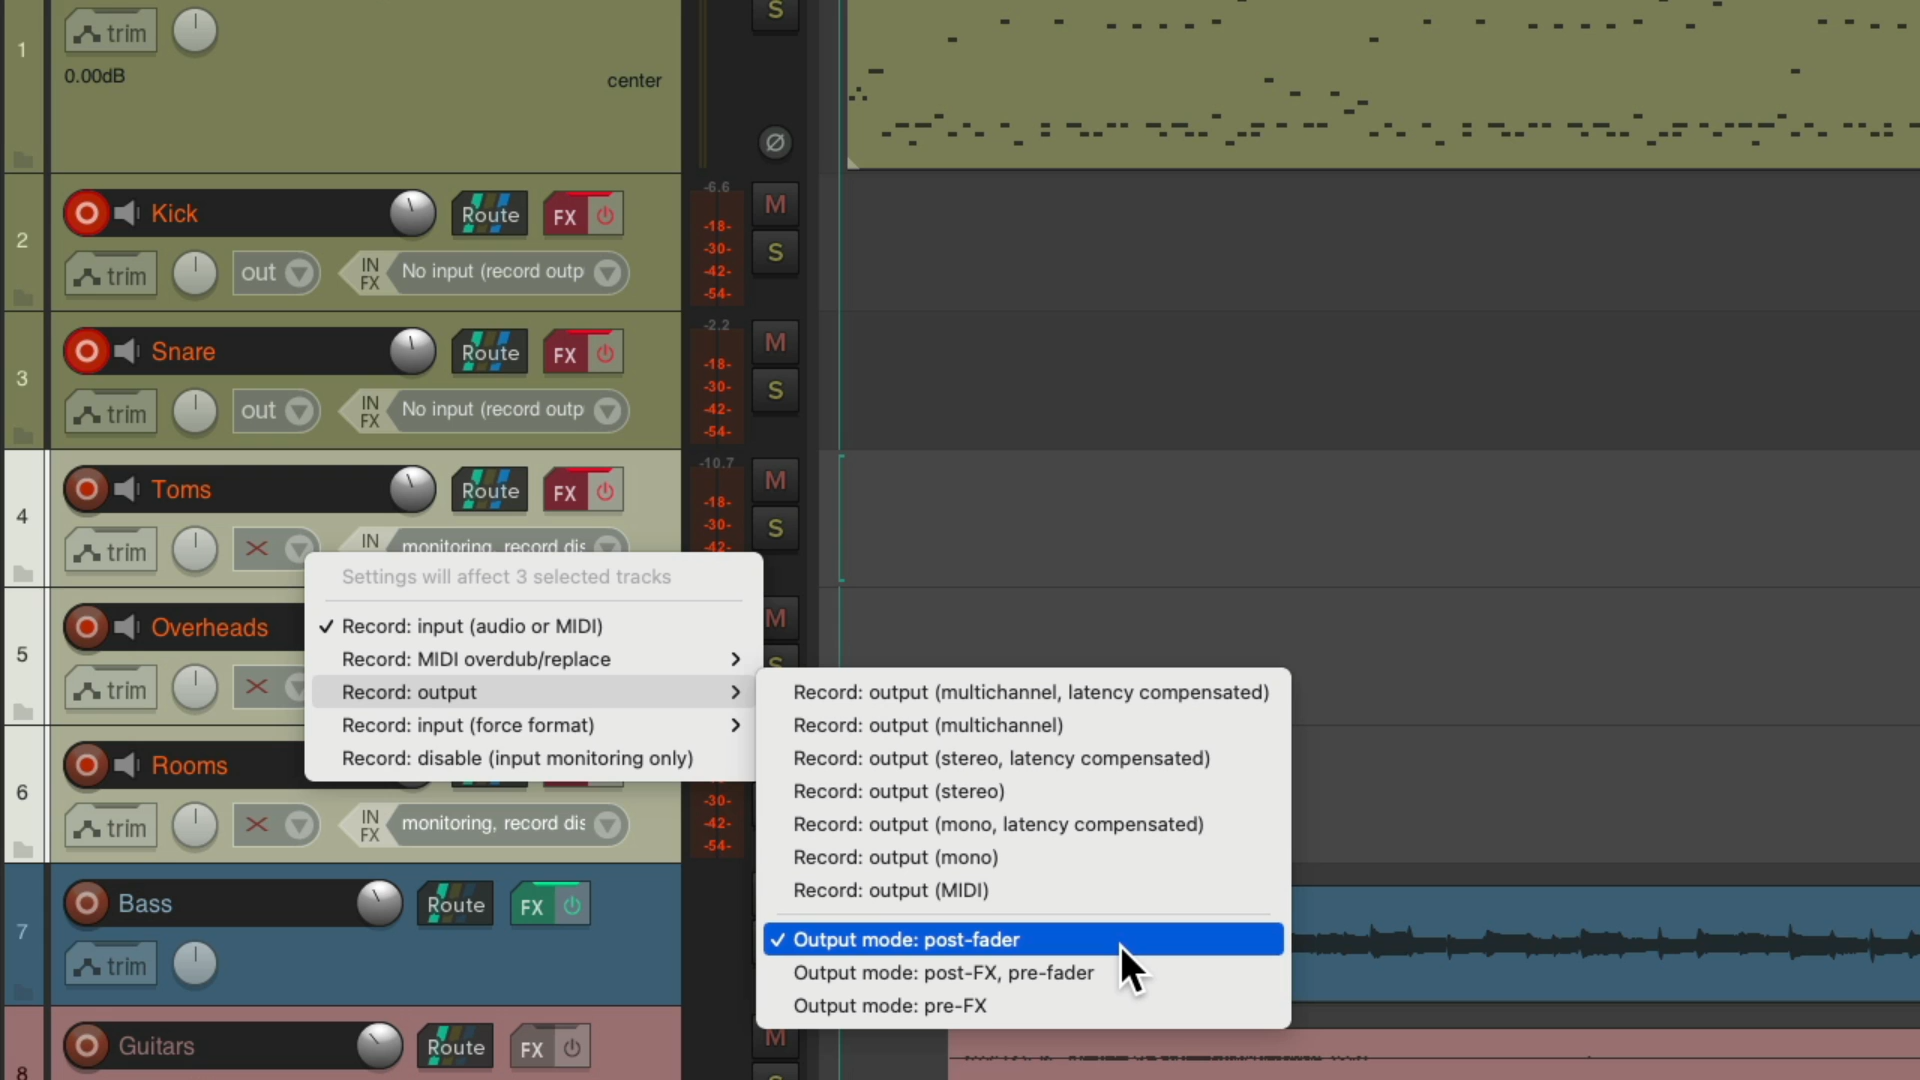 1
trim
0.00dB
center
S
2
Kick
Route
FX
trim
out
IN
FX
No input (record outp
-6.6
-18-
-30-
-42-
-54-
M
S
3
Snare
Route
FX
trim
out
IN
FX
No input (record outp
-2.2
-18-
-30-
-42-
-54-
M
S
4
Toms
Route
FX
trim
IN
monitoring, record dis
-10.7
-18-
-30-
-42-
M
S
Settings will affect 3 selected tracks
✓ Record: input (audio or MIDI)
Record: MIDI overdub/replace
Record: output
Record: input (force format)
Record: disable (input monitoring only)
Record: output (multichannel, latency compensated)
Record: output (multichannel)
Record: output (stereo, latency compensated)
Record: output (stereo)
Record: output (mono, latency compensated)
Record: output (mono)
Record: output (MIDI)
✓ Output mode: post-fader
Output mode: post-FX, pre-fader
Output mode: pre-FX
5
Overheads
trim
M
S
6
Rooms
trim
IN
FX
monitoring, record dis
-30-
-42-
-54-
7
Bass
Route
FX
trim
8
Guitars
Route
FX
M
S